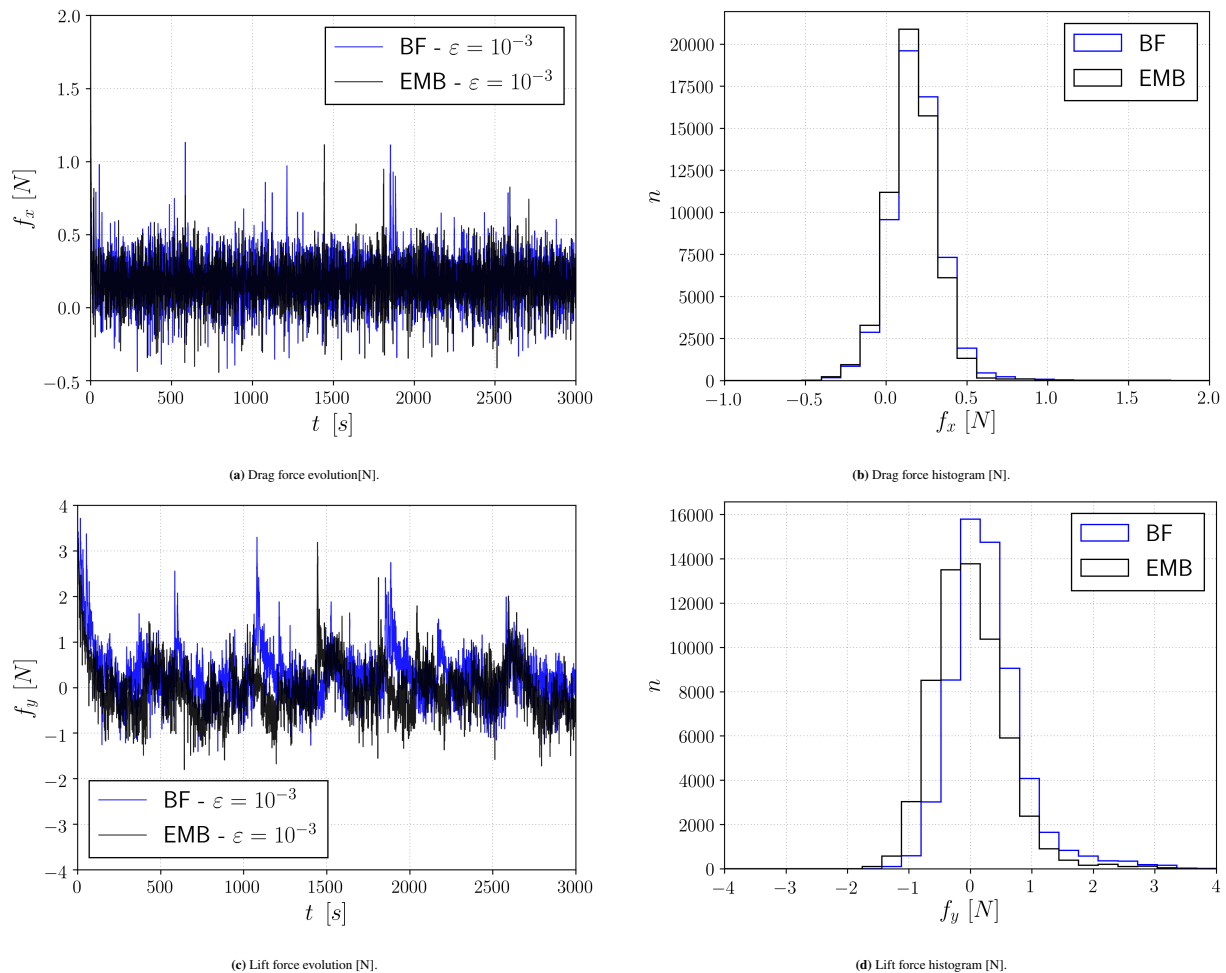 2.0
1.5
1.0
0.5
0.0
−0.5
f_x [N]
BF - ε = 10⁻³
EMB - ε = 10⁻³
0 500 1000 1500 2000 2500 3000
t [s]
(a) Drag force evolution[N].
20000
17500
15000
12500
10000
7500
5000
2500
0
n
BF
EMB
−1.0 −0.5 0.0 0.5 1.0 1.5 2.0
f_x [N]
(b) Drag force histogram [N].
4
3
2
1
0
−1
−2
−3
−4
f_y [N]
BF - ε = 10⁻³
EMB - ε = 10⁻³
0 500 1000 1500 2000 2500 3000
t [s]
(c) Lift force evolution [N].
16000
14000
12000
10000
8000
6000
4000
2000
0
n
BF
EMB
−4 −3 −2 −1 0 1 2 3 4
f_y [N]
(d) Lift force histogram [N].